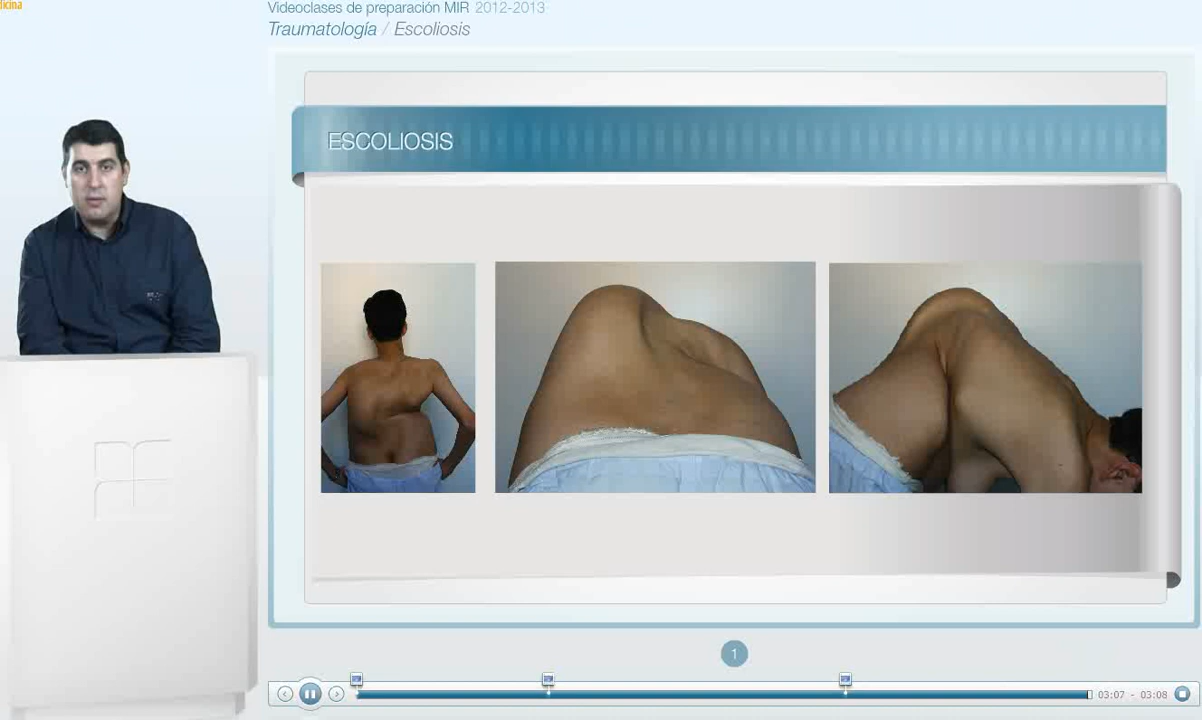 Videoclases de preparación MIR 2012-2013
Traumatología / Escoliosis
ESCOLIOSIS
1
03:07 - 03:08